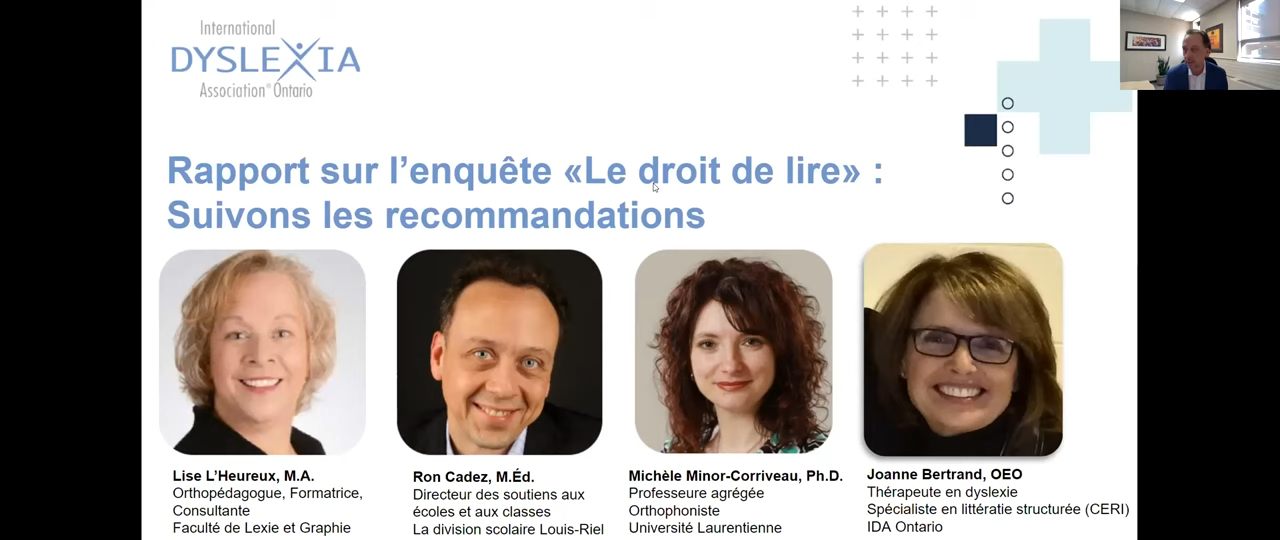 International
DYSLEXIA
Association® Ontario
Rapport sur l’enquête «Le droit de lire» :
Suivons les recommandations
Lise L’Heureux, M.A.
Orthopédagogue, Formatrice,
Consultante
Faculté de Lexie et Graphie
Ron Cadez, M.Éd.
Directeur des soutiens aux
écoles et aux classes
La division scolaire Louis-Riel
Michèle Minor-Corriveau, Ph.D.
Professeure agrégée
Orthophoniste
Université Laurentienne
Joanne Bertrand, OEO
Thérapeute en dyslexie
Spécialiste en littératie structurée (CERI)
IDA Ontario